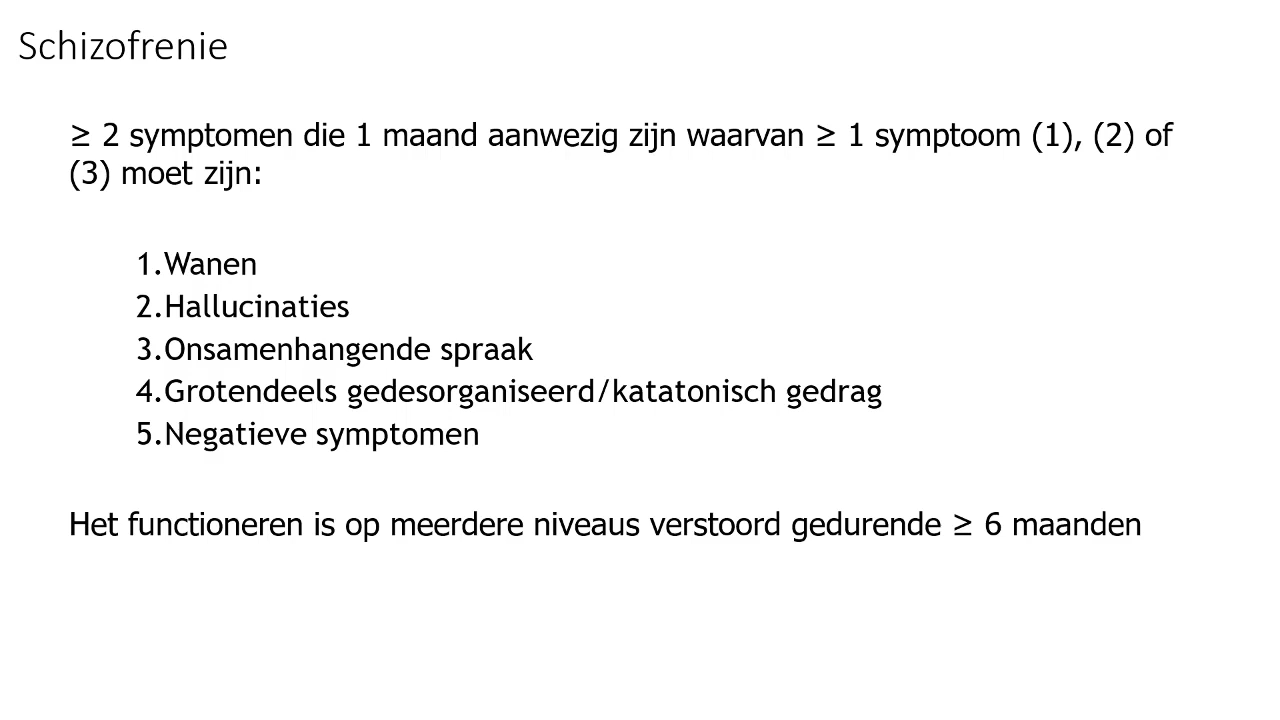 Schizofrenie
≥ 2 symptomen die 1 maand aanwezig zijn waarvan ≥ 1 symptoom (1), (2) of
(3) moet zijn:
1.Wanen
2.Hallucinaties
3.Onsamenhangende spraak
4.Grotendeels gedesorganiseerd/katatonisch gedrag
5.Negatieve symptomen
Het functioneren is op meerdere niveaus verstoord gedurende ≥ 6 maanden